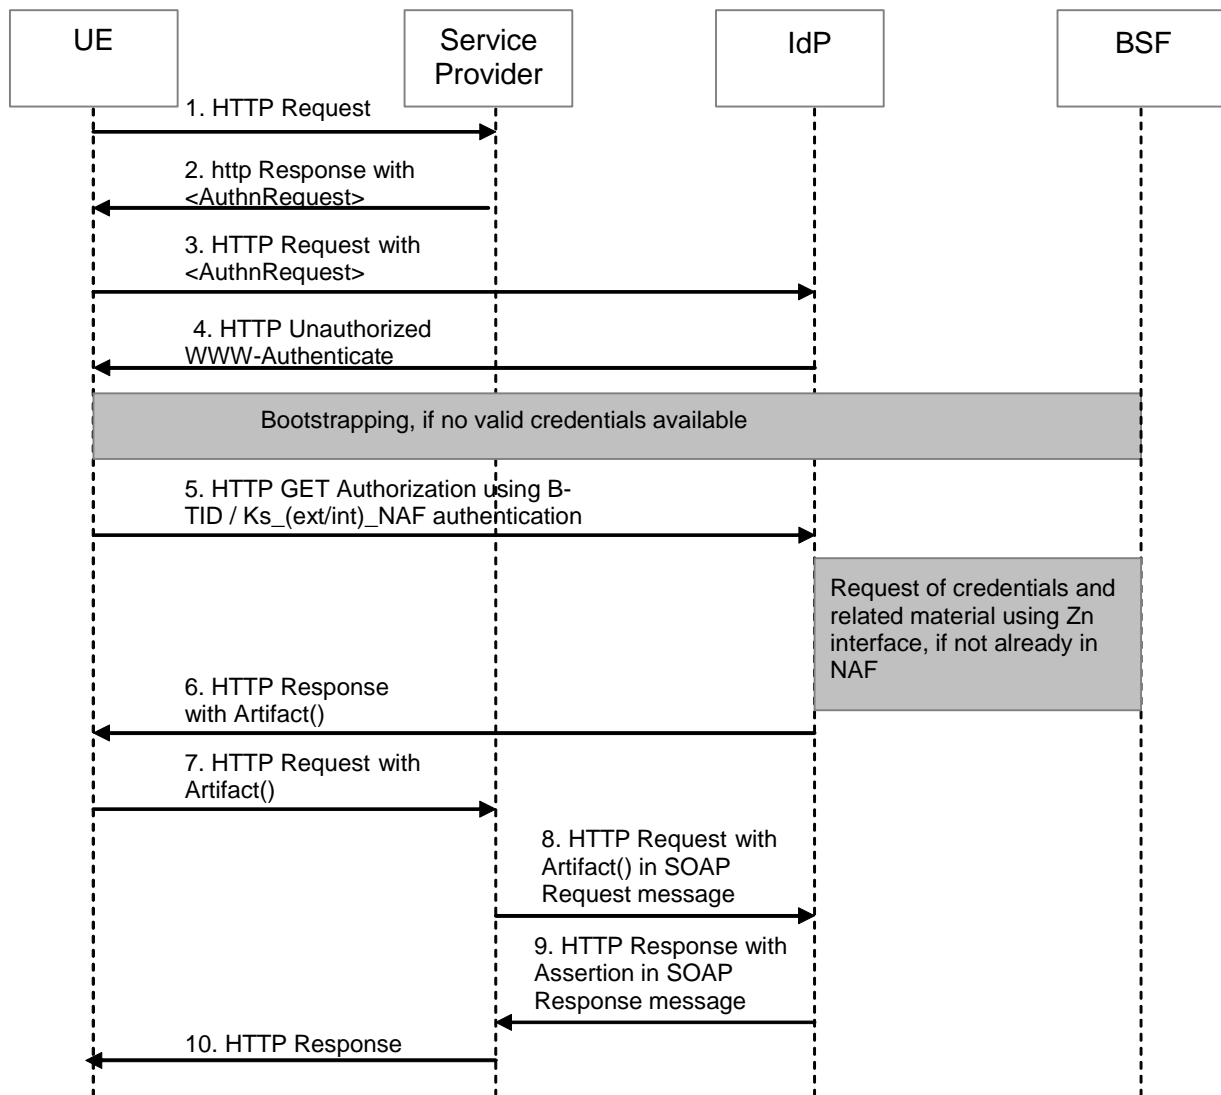 UE
Service
Provider
IdP
BSF
1. HTTP Request
2. http Response with
<AuthnRequest>
3. HTTP Request with
<AuthnRequest>
4. HTTP Unauthorized
WWW-Authenticate
Bootstrapping, if no valid credentials available
5. HTTP GET Authorization using B-
TID / Ks_(ext/int)_NAF authentication
Request of credentials and
related material using Zn
interface, if not already in
NAF
6. HTTP Response
with Artifact()
7. HTTP Request with
Artifact()
8. HTTP Request with
Artifact() in SOAP
Request message
9. HTTP Response with
Assertion in SOAP
Response message
10. HTTP Response